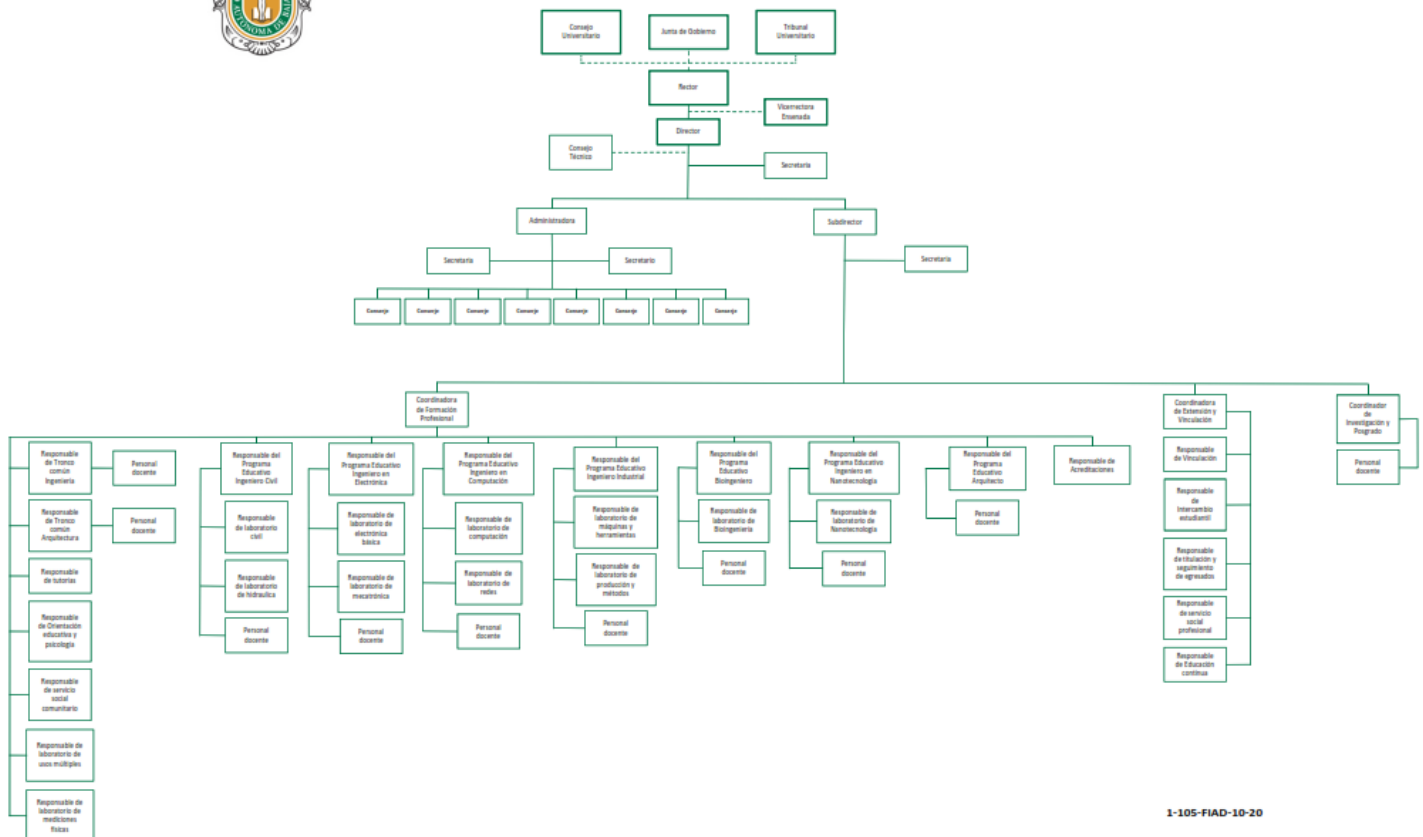 AUTÓNOMA DE BAJA
Consejo
Universitario
Junta de Gobierno
Tribunal
Universitario
Rector
Vicerrectora
Ensenada
Director
Consejo
Técnico
Secretaria
Administradora
Subdirector
Secretaria
Secretario
Secretaria
Conserje
Conserje
Conserje
Conserje
Conserje
Conserje
Conserje
Conserje
Coordinadora
de Formación
Profesional
Coordinadora
de Extensión y
Vinculación
Coordinador
de
Investigación y
Posgrado
Responsable
de Tronco
común
Ingeniería
Personal
docente
Responsable
de Tronco
común
Arquitectura
Personal
docente
Responsable
de tutorías
Responsable
de Orientación
educativa y
psicología
Responsable
de servicio
social
comunitario
Responsable de
laboratorio de
usos múltiples
Responsable de
laboratorio de
mediciones
físicas
Responsable del
Programa
Educativo
Ingeniero Civil
Responsable
de laboratorio
civil
Responsable
de laboratorio
de hidraulica
Personal
docente
Responsable del
Programa Educativo
Ingeniero en
Electrónica
Responsable de
laboratorio de
electrónica
básica
Responsable de
laboratorio de
mecatrónica
Personal
docente
Responsable del
Programa Educativo
Ingeniero en
Computación
Responsable de
laboratorio de
computación
Responsable de
laboratorio de
redes
Personal
docente
Responsable del
Programa Educativo
Ingeniero Industrial
Responsable de
laboratorio de
máquinas y
herramientas
Responsable de
laboratorio de
producción y
métodos
Personal
docente
Responsable del
Programa
Educativo
Bioingeniero
Responsable de
laboratorio de
Bioingeniería
Personal
docente
Responsable del
Programa Educativo
Ingeniero en
Nanotecnología
Responsable de
laboratorio de
Nanotecnología
Personal
docente
Responsable del
Programa
Educativo
Arquitecto
Personal
docente
Responsable de
Acreditaciones
Responsable
de Vinculación
Responsable
de
intercambio
estudiantil
Responsable
de titulación y
seguimiento
de egresados
Responsable
de servicio
social
profesional
Responsable
de Educación
continua
Personal
docente
1-105-FIAD-10-20